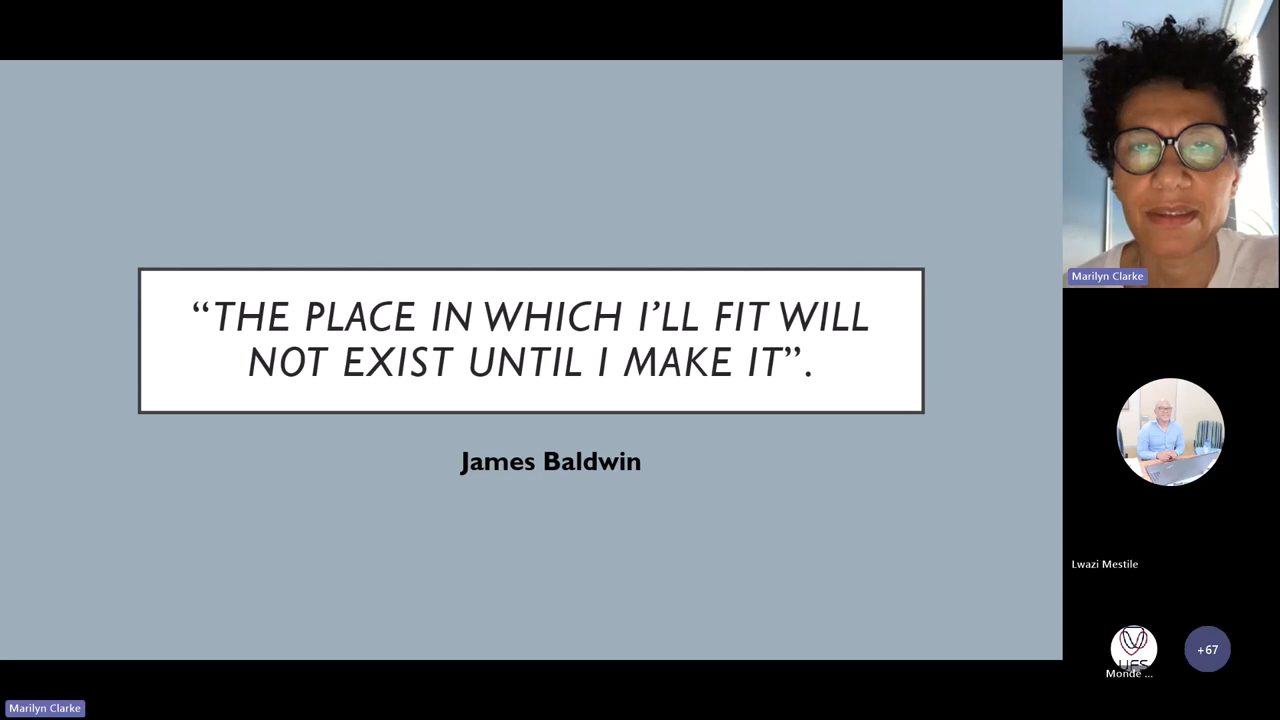 “THE PLACE IN WHICH I’LL FIT WILL
NOT EXIST UNTIL I MAKE IT”.
James Baldwin
Marilyn Clarke
Lwazi Mestile
UFS
Monde ...
+67
Marilyn Clarke